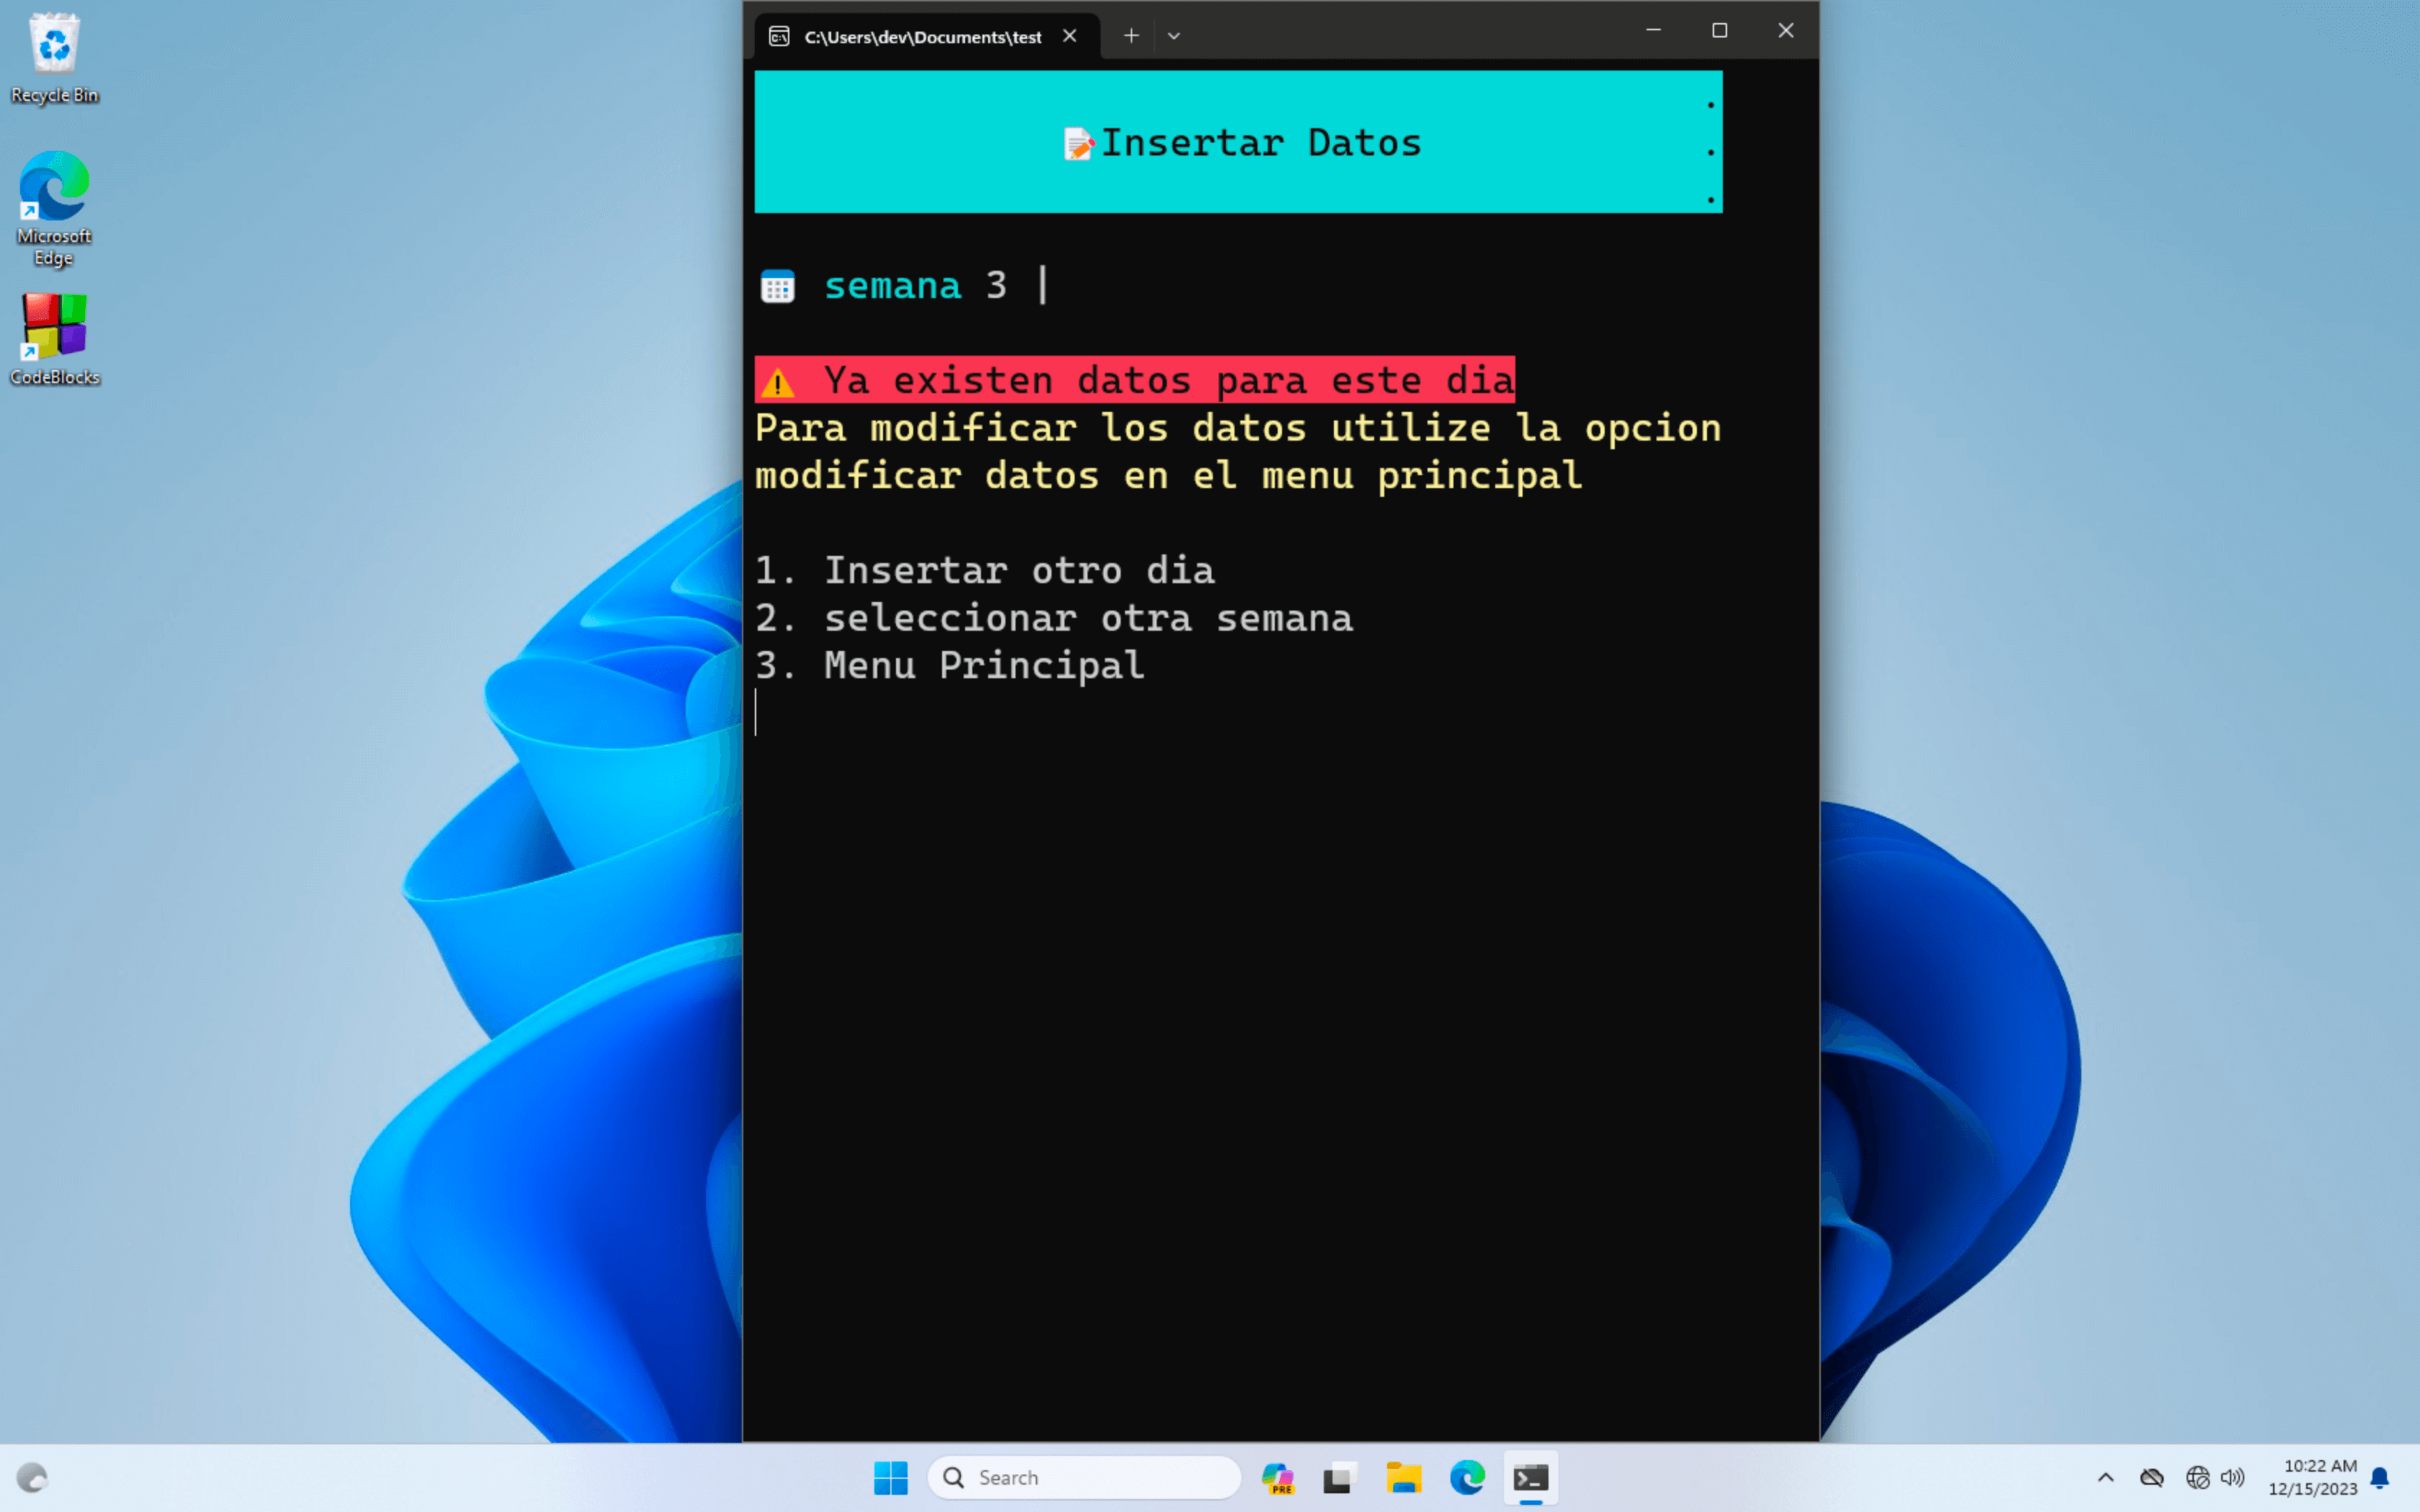 Recycle Bin
Microsoft
Edge
CodeBlocks
C:\Users\dev\Documents\test
📝Insertar Datos
.
.
.
semana 3 |
⚠ Ya existen datos para este dia
Para modificar los datos utilize la opcion
modificar datos en el menu principal
1. Insertar otro dia
2. seleccionar otra semana
3. Menu Principal
Search
PRE
10:22 AM
12/15/2023